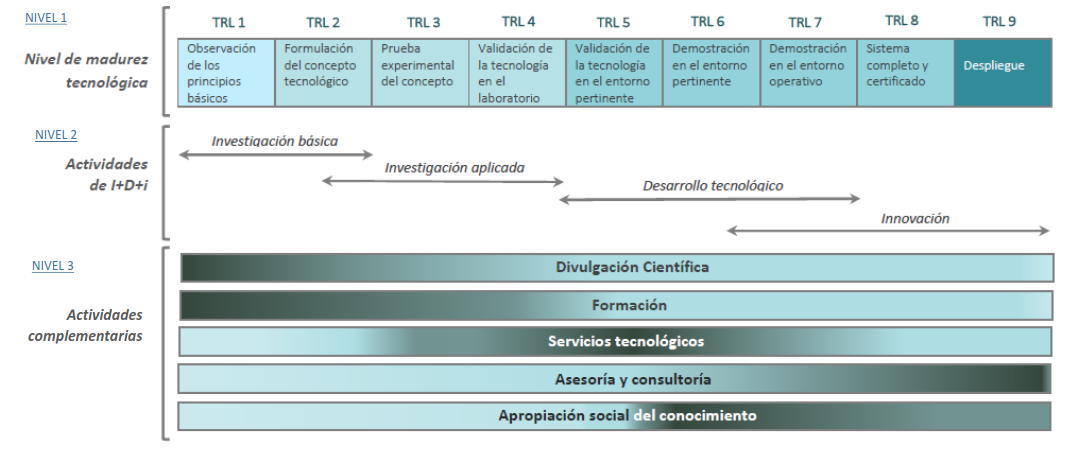 NIVEL 1
TRL 1 TRL 2 TRL 3 TRL 4 TRL 5 TRL 6 TRL 7 TRL 8 TRL 9
Nivel de madurez
tecnológica
Observación
de los
principios
básicos
Formulación
del concepto
tecnológico
Prueba
experimental
del concepto
Validación de
la tecnología
en el
laboratorio
Validación de
la tecnología
en el entorno
pertinente
Demostración
en el entorno
pertinente
Demostración
en el entorno
operativo
Sistema
completo y
certificado
Despliegue
NIVEL 2
Actividades
de I+D+i
Investigación básica
Investigación aplicada
Desarrollo tecnológico
Innovación
NIVEL 3
Actividades
complementarias
Divulgación Científica
Formación
Servicios tecnológicos
Asesoría y consultoría
Apropiación social del conocimiento